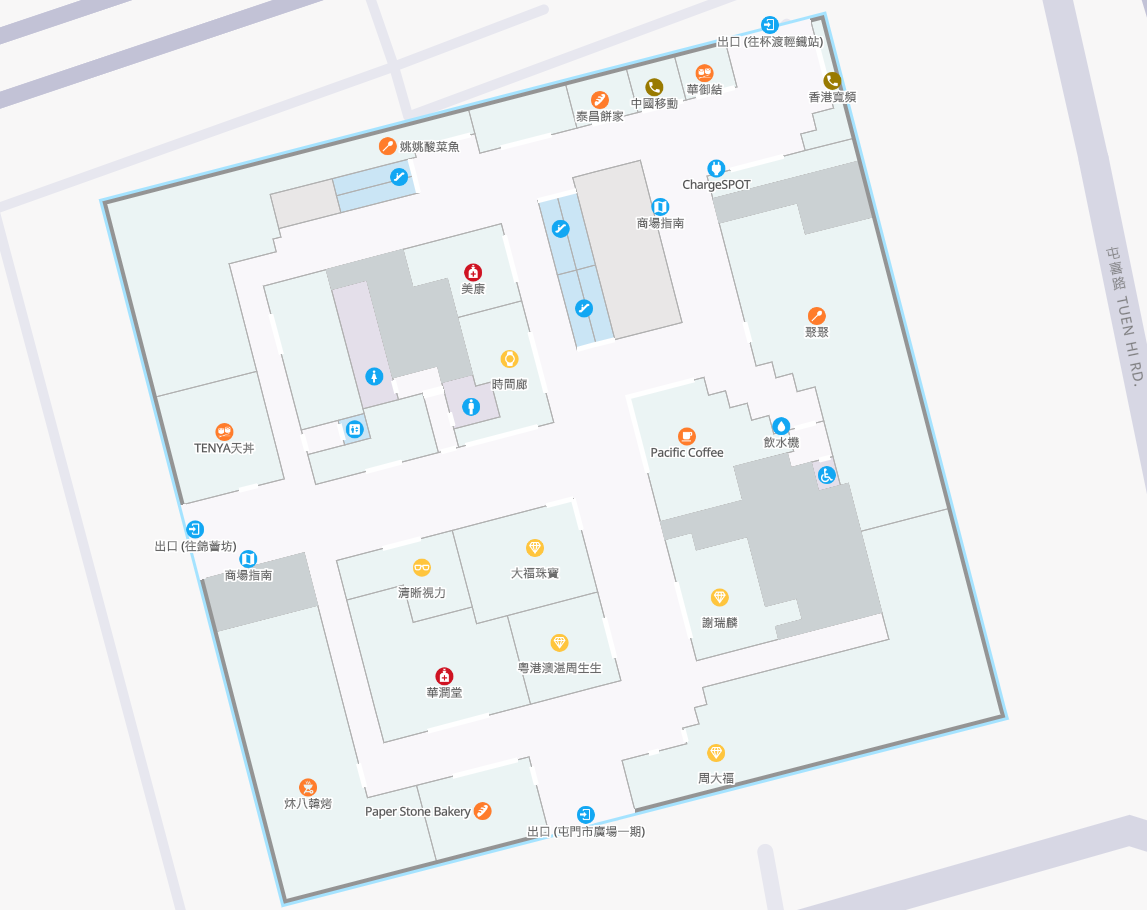 出口 (往杯渡輕鐵站)
華御結
中國移動
香港寬頻
泰昌餅家
姚姚酸菜魚
ChargeSPOT
商場指南
屯喜路 TUEN HI RD.
美康
聚聚
時間廊
TENYA天丼
飲水機
Pacific Coffee
出口 (往錦薈坊)
商場指南
大福珠寶
清晰視力
謝瑞麟
粵港澳湛周生生
華潤堂
周大福
炑八韓烤
Paper Stone Bakery
出口 (屯門市廣場一期)